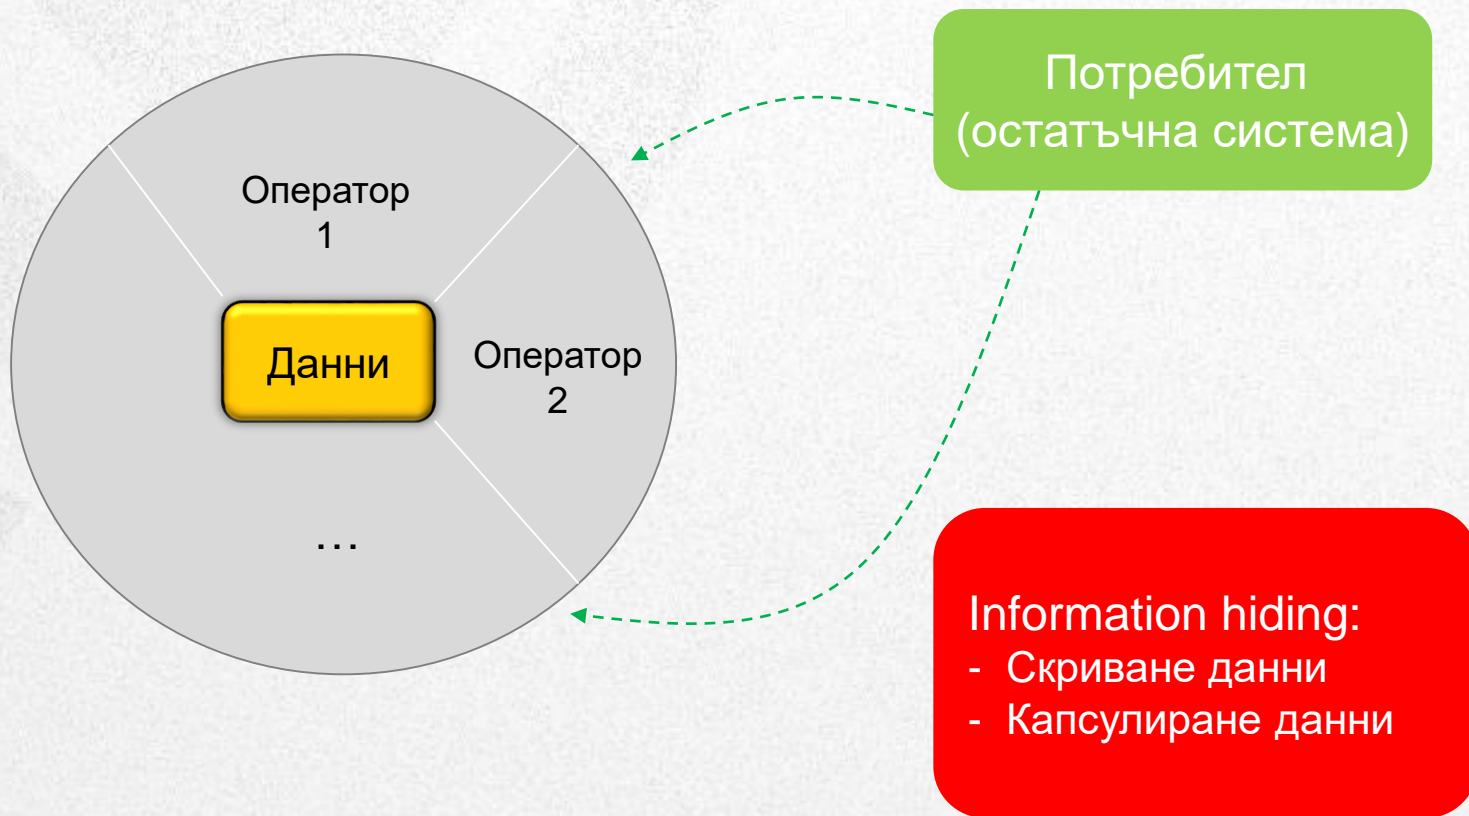 Потребител
(остатъчна система)
Оператор
1
Данни
Оператор
2
...
Information hiding:
- Скриване данни
- Капсулиране данни